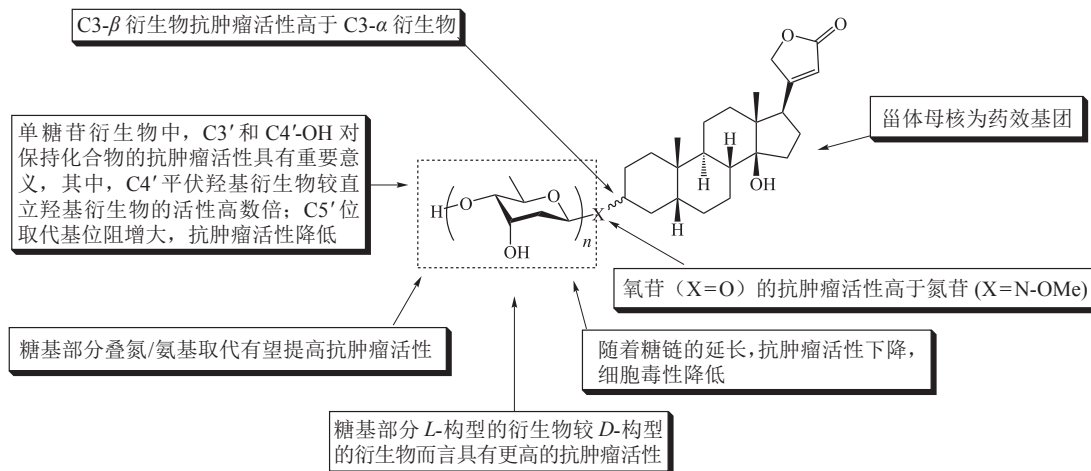 C3-β 衍生物抗肿瘤活性高于 C3-α 衍生物
单糖苷衍生物中，C3′和 C4′-OH 对
保持化合物的抗肿瘤活性具有重要意
义，其中，C4′平伏羟基衍生物较直
立羟基衍生物的活性高数倍；C5′位
取代基位阻增大，抗肿瘤活性降低
O
O
甾体母核为药效基团
H
H
OH
H
H
O
O
X
n
OH
氧苷（X=O）的抗肿瘤活性高于氮苷 (X=N-OMe)
糖基部分叠氮/氨基取代有望提高抗肿瘤活性
随着糖链的延长，抗肿瘤活性下降，
细胞毒性降低
糖基部分 L-构型的衍生物较 D-构型
的衍生物而言具有更高的抗肿瘤活性